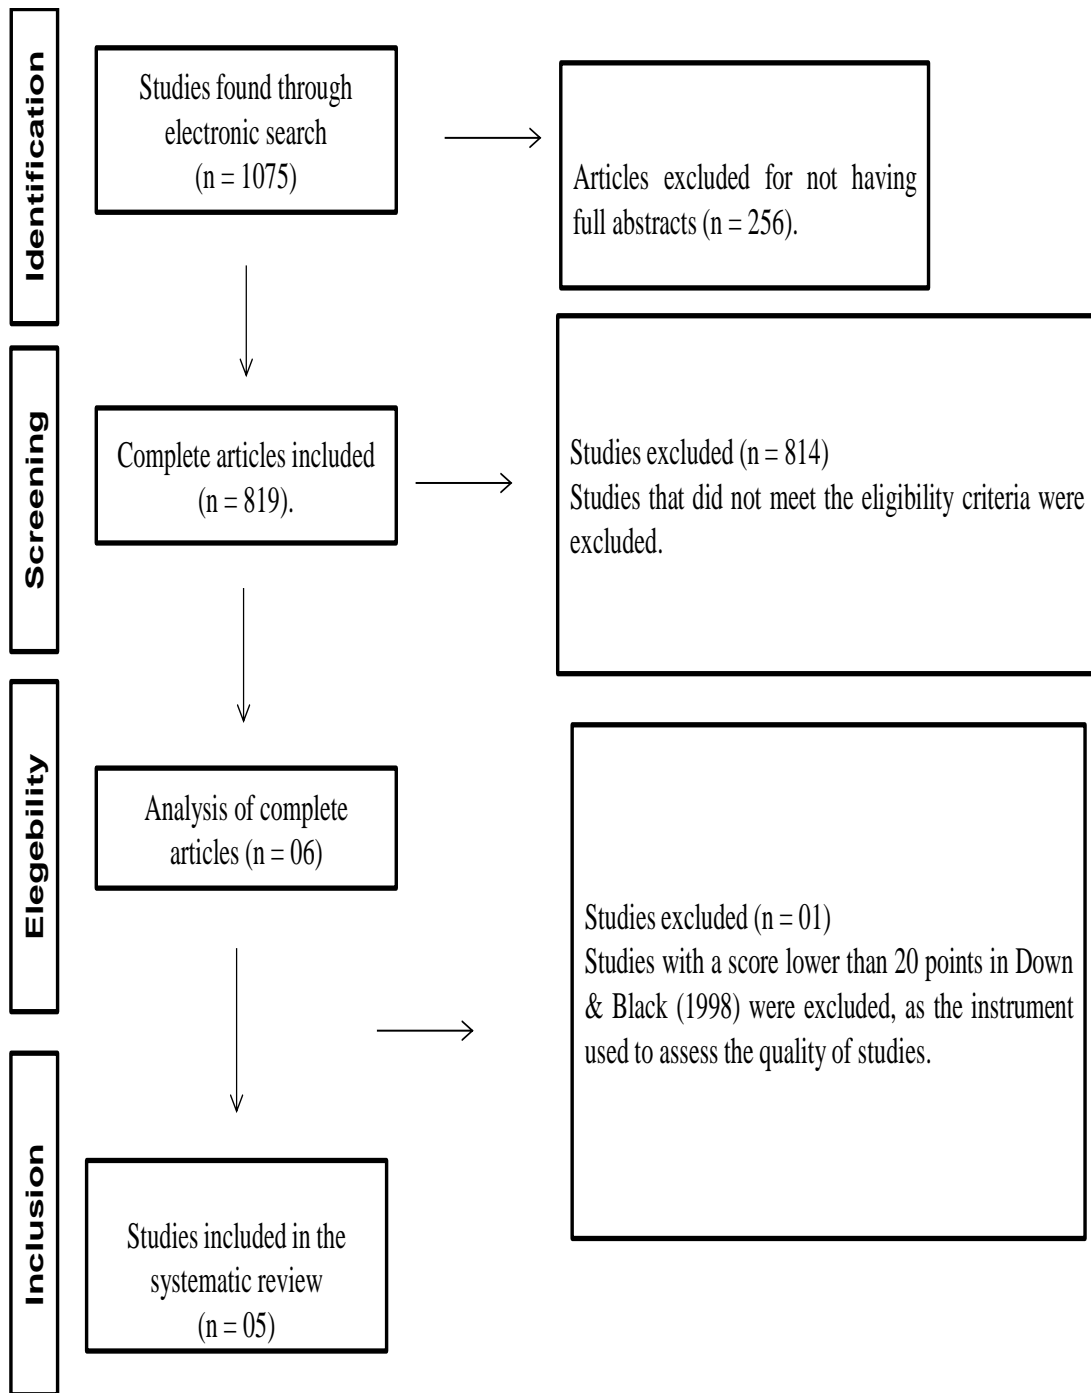 Identification
Studies found through
electronic search
(n = 1075)
Articles excluded for not having
full abstracts (n = 256).
Screening
Complete articles included
(n = 819).
Studies excluded (n = 814)
Studies that did not meet the eligibility criteria were
excluded.
Elegebility
Analysis of complete
articles (n = 06)
Studies excluded (n = 01)
Studies with a score lower than 20 points in Down
& Black (1998) were excluded, as the instrument
used to assess the quality of studies.
Inclusion
Studies included in the
systematic review
(n = 05)